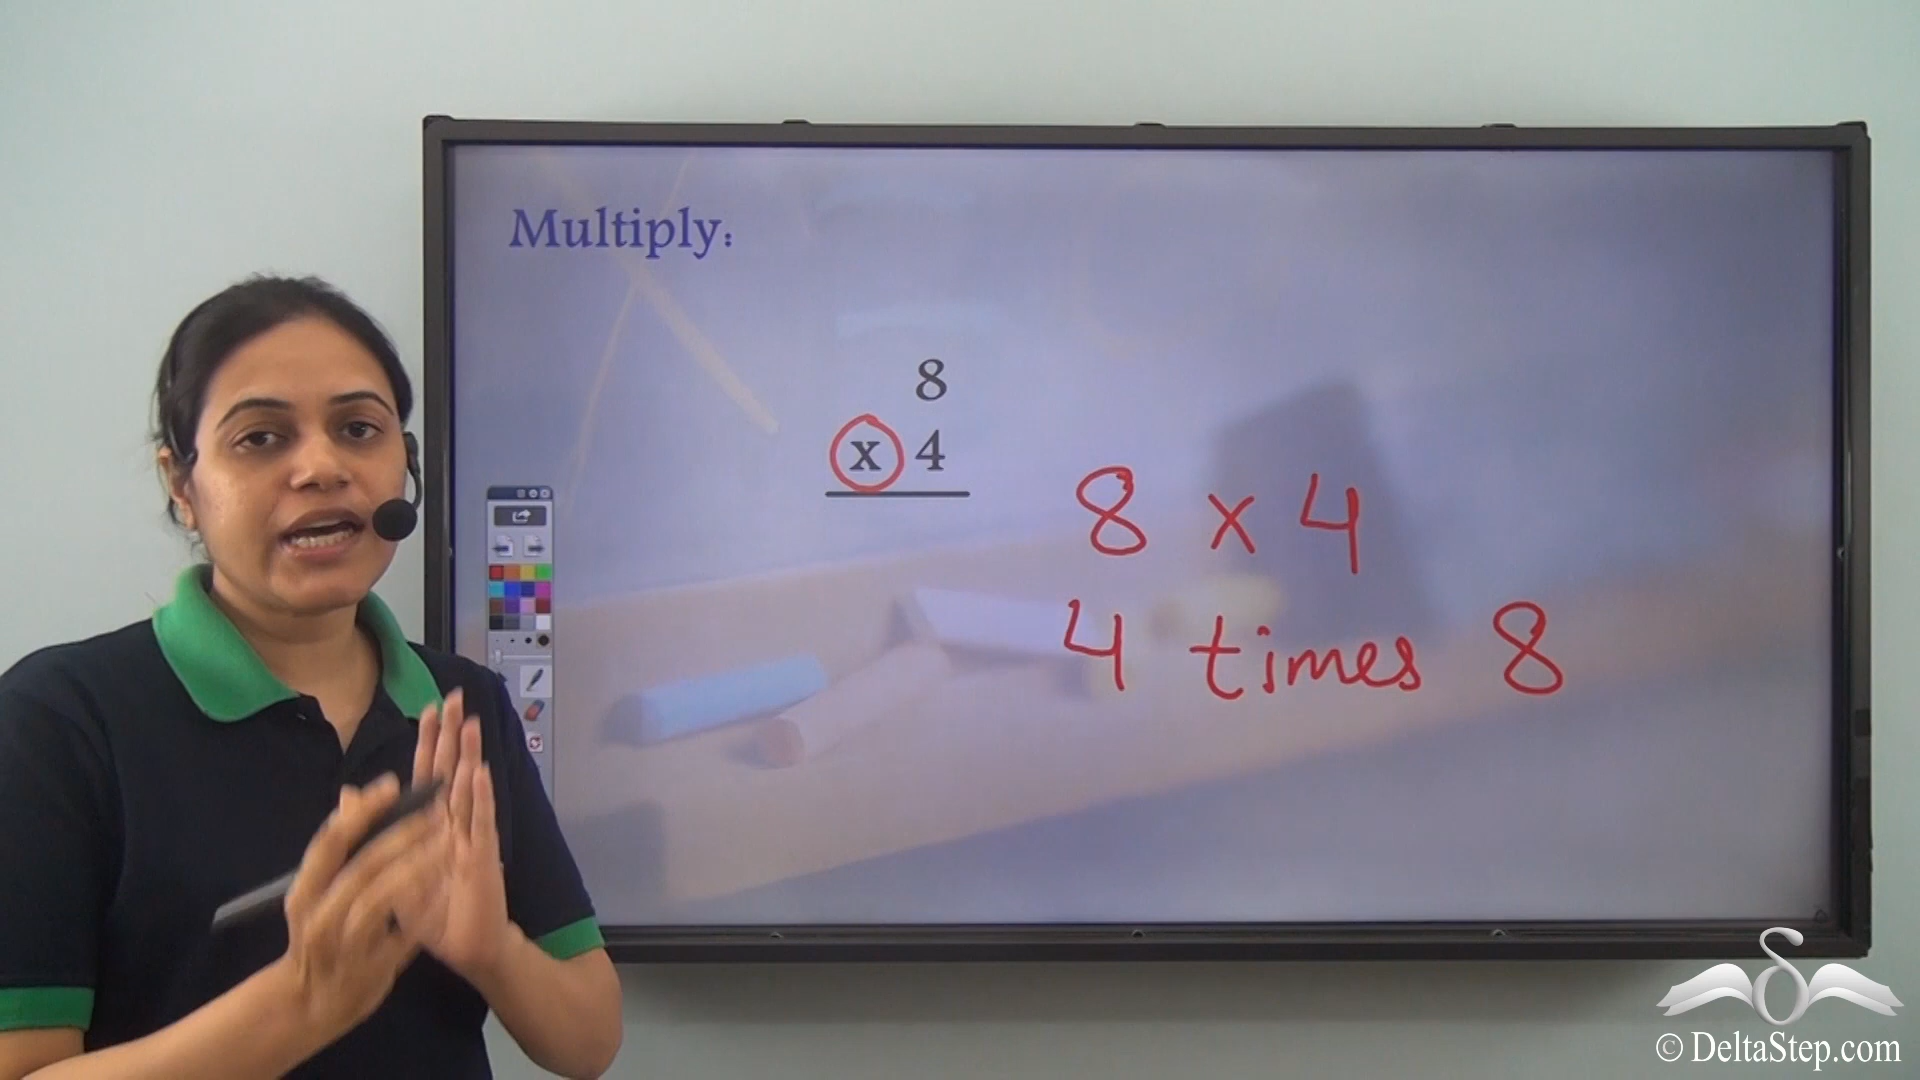 Multiply:
8
x 4
8 x 4
4 times 8
© DeltaStep.com